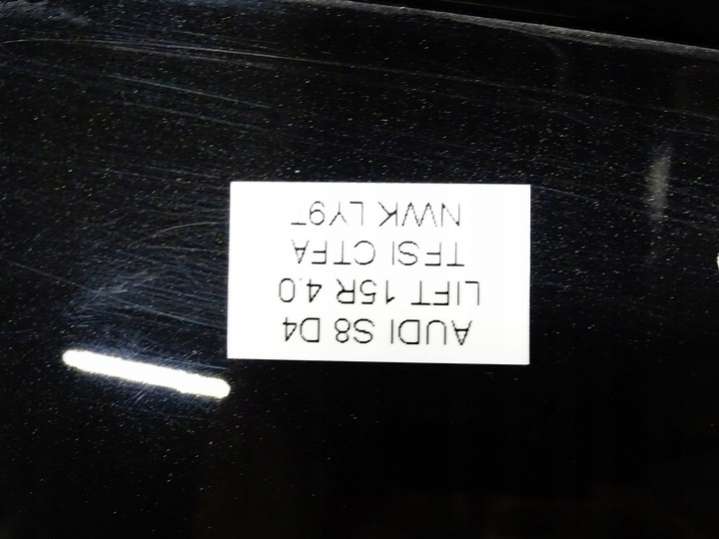 AUDI S8 D4
LIFT 15R 4.0
TFSI CTFA
NWK LY9T